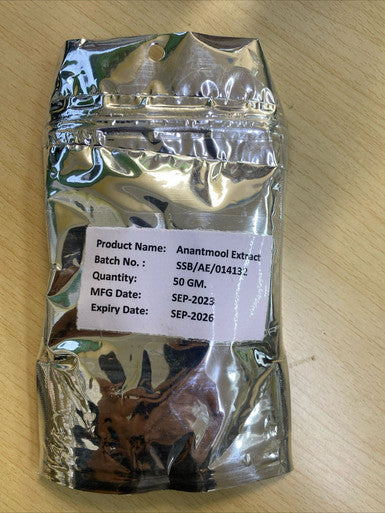 Product Name: Anantmool Extract
Batch No. : SSB/AE/014132
Quantity: 50 GM.
MFG Date: SEP-2023
Expiry Date: SEP-2026